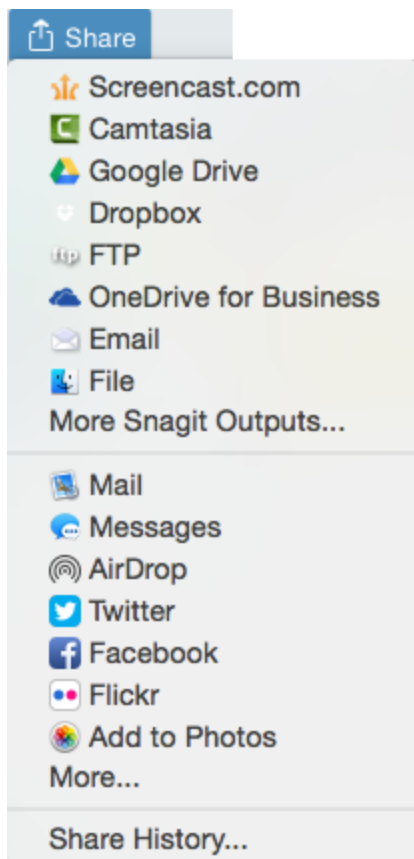 Share
Screencast.com
Camtasia
Google Drive
Dropbox
ftp FTP
OneDrive for Business
Email
File
More Snagit Outputs...
Mail
Messages
AirDrop
Twitter
Facebook
Flickr
Add to Photos
More...
Share History...